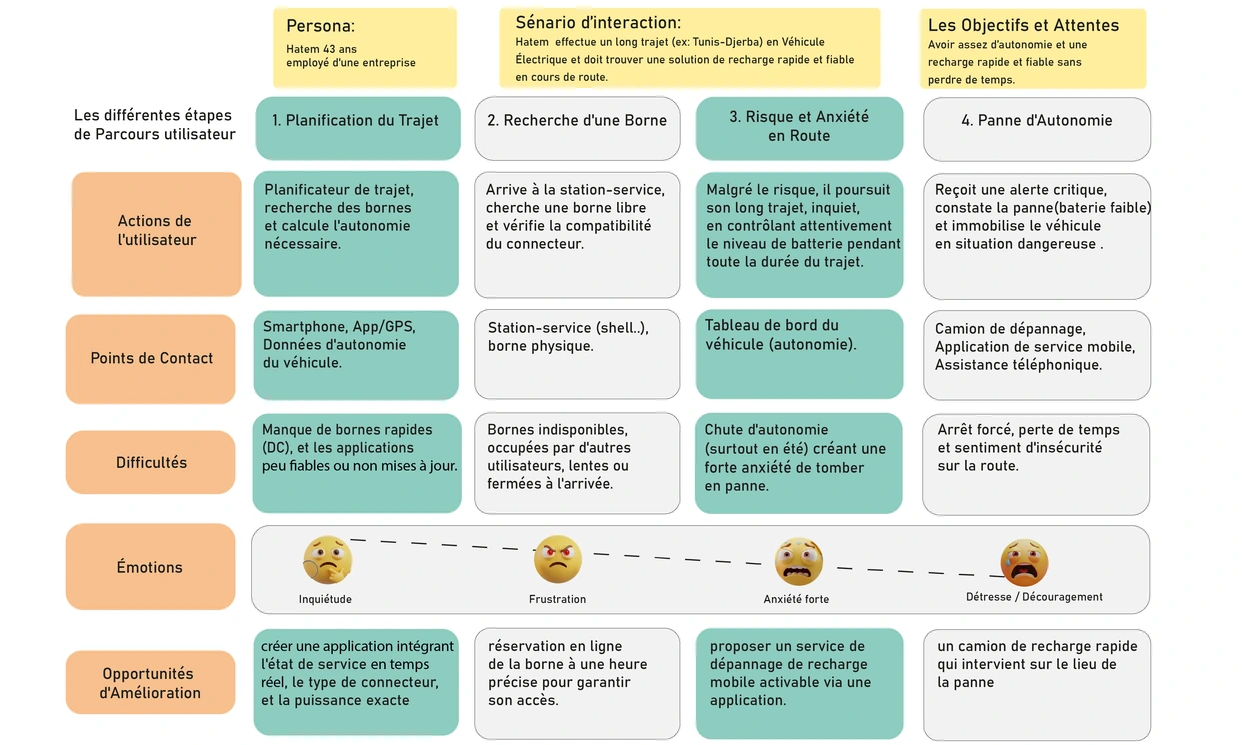 Persona:
Hatem 43 ans
employé d'une entreprise
Sénario d'interaction:
Hatem effectue un long trajet (ex: Tunis-Djerba) en Véhicule
Électrique et doit trouver une solution de recharge rapide et fiable
en cours de route.
Les Objectifs et Attentes
Avoir assez d'autonomie et une
recharge rapide et fiable sans
perdre de temps.
Les différentes étapes
de Parcours utilisateur
1. Planification du Trajet
2. Recherche d'une Borne
3. Risque et Anxiété
en Route
4. Panne d'Autonomie
Actions de
l'utilisateur
Planificateur de trajet,
recherche des bornes
et calcule l'autonomie
nécessaire.
Arrive à la station-service,
cherche une borne libre
et vérifie la compatibilité
du connecteur.
Malgré le risque, il poursuit
son long trajet, inquiet,
en contrôlant attentivement
le niveau de batterie pendant
toute la durée du trajet.
Reçoit une alerte critique,
constate la panne(baterie faible)
et immobilise le véhicule
en situation dangereuse .
Points de Contact
Smartphone, App/GPS,
Données d'autonomie
du véhicule.
Station-service (shell..),
borne physique.
Tableau de bord du
véhicule (autonomie).
Camion de dépannage,
Application de service mobile,
Assistance téléphonique.
Difficultés
Manque de bornes rapides
(DC), et les applications
peu fiables ou non mises à jour.
Bornes indisponibles,
occupées par d'autres
utilisateurs, lentes ou
fermées à l'arrivée.
Chute d'autonomie
(surtout en été) créant une
forte anxiété de tomber
en panne.
Arrêt forcé, perte de temps
et sentiment d'insécurité
sur la route.
Émotions
Inquiétude
Frustration
Anxiété forte
Détresse / Découragement
Opportunités
d'Amélioration
créer une application intégrant
l'état de service en temps
réel, le type de connecteur,
et la puissance exacte
réservation en ligne
de la borne à une heure
précise pour garantir
son accès.
proposer un service de
dépannage de recharge
mobile activable via une
application.
un camion de recharge rapide
qui intervient sur le lieu de
la panne